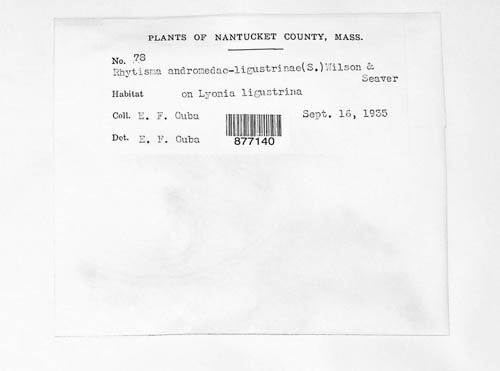 PLANTS OF NANTUCKET COUNTY, MASS.
No. 78
Rhytisma andromedae-ligustrinae(S.)Wilson &
Seaver
Habitat on Lyonia ligustrina
Coll. E. F. Guba Sept. 16, 1935
Det. E. F. Guba
877140